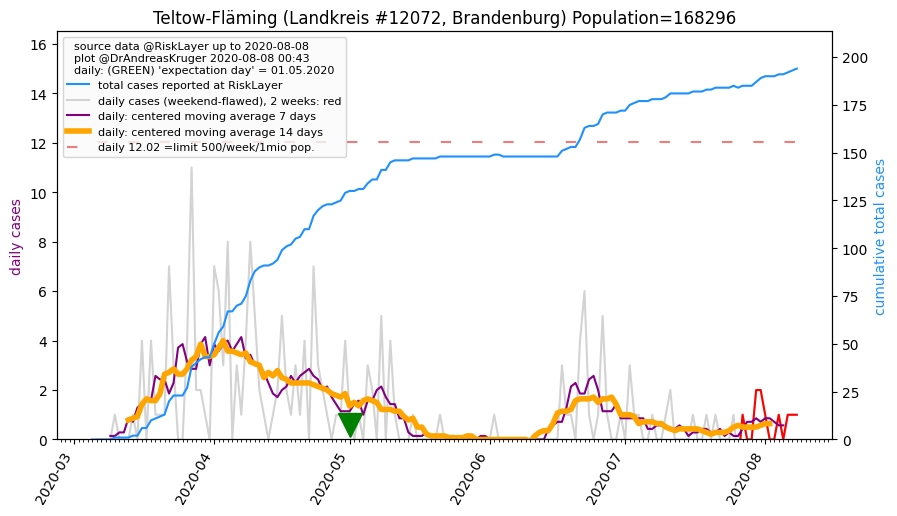 Teltow-Fläming (Landkreis #12072, Brandenburg) Population=168296
source data @RiskLayer up to 2020-08-08
plot @DrAndreasKruger 2020-08-08 00:43
daily: (GREEN) 'expectation day' = 01.05.2020
total cases reported at RiskLayer
daily cases (weekend-flawed), 2 weeks: red
daily: centered moving average 7 days
daily: centered moving average 14 days
daily 12.02 =limit 500/week/1mio pop.
daily cases
16
14
12
10
8
6
4
2
0
cumulative total cases
200
175
150
125
100
75
50
25
0
2020-03
2020-04
2020-05
2020-06
2020-07
2020-08